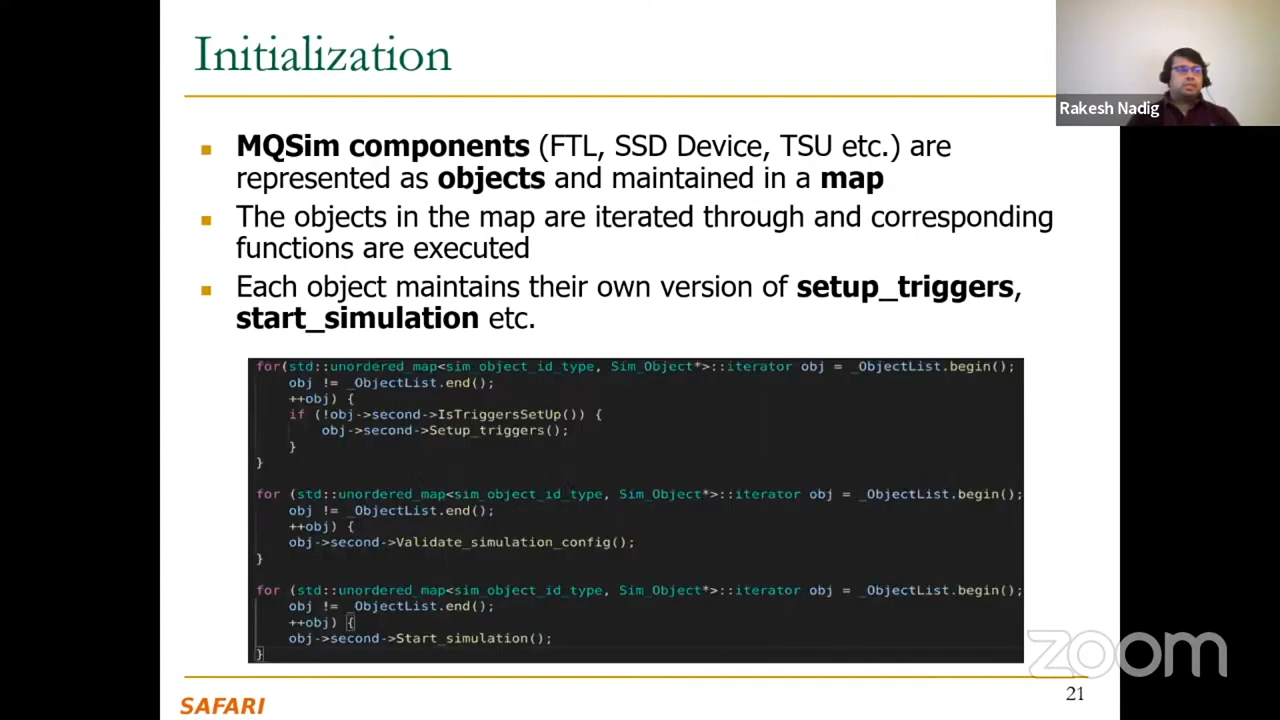 Initialization
Rakesh Nadig
MQSim components (FTL, SSD Device, TSU etc.) are
represented as objects and maintained in a map
The objects in the map are iterated through and corresponding
functions are executed
Each object maintains their own version of setup_triggers,
start_simulation etc.
for(std::unordered_map<sim_object_id_type, Sim_Object*>::iterator obj = _ObjectList.begin();
obj != _ObjectList.end();
++obj) {
if (!obj->second->IsTriggersSetUp()) {
obj->second->Setup_triggers();
}
}
for (std::unordered_map<sim_object_id_type, Sim_Object*>::iterator obj = _ObjectList.begin();
obj != _ObjectList.end();
++obj) {
obj->second->Validate_simulation_config();
}
for (std::unordered_map<sim_object_id_type, Sim_Object*>::iterator obj = _ObjectList.begin();
obj != _ObjectList.end();
++obj) {
obj->second->Start_simulation();
}
zoom
SAFARI
21